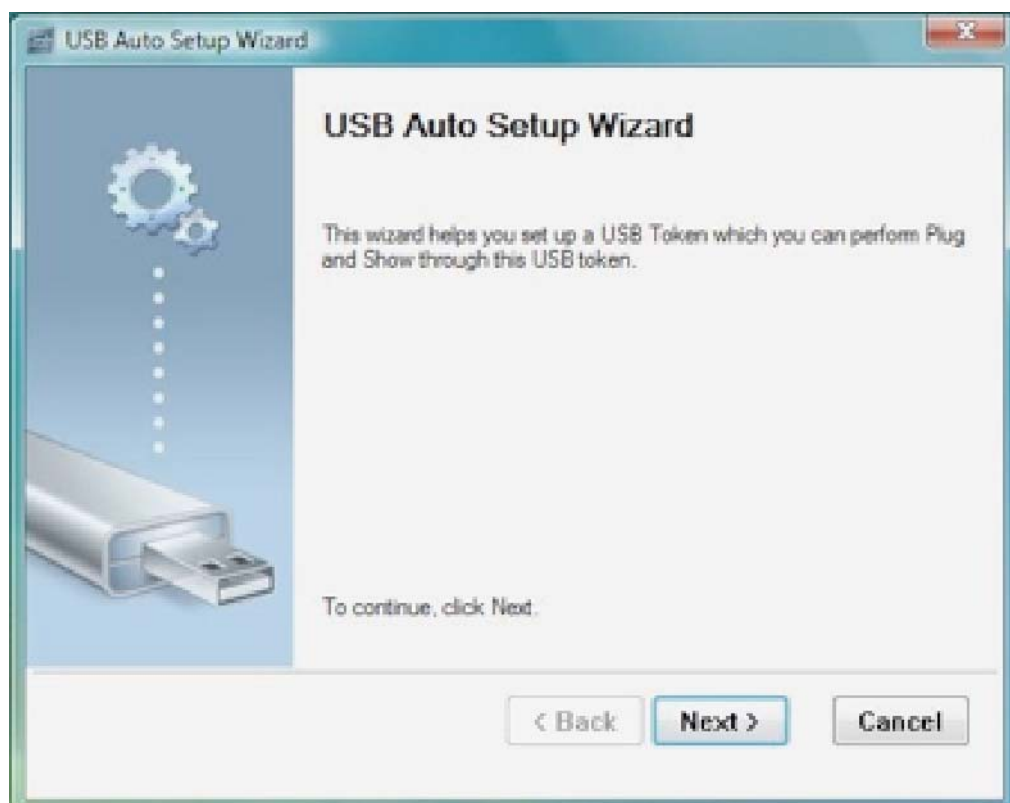 USB Auto Setup Wizard
USB Auto Setup Wizard
This wizard helps you set up a USB Token which you can perform Plug
and Show through this USB token.
To continue, click Next.
< Back
Next >
Cancel